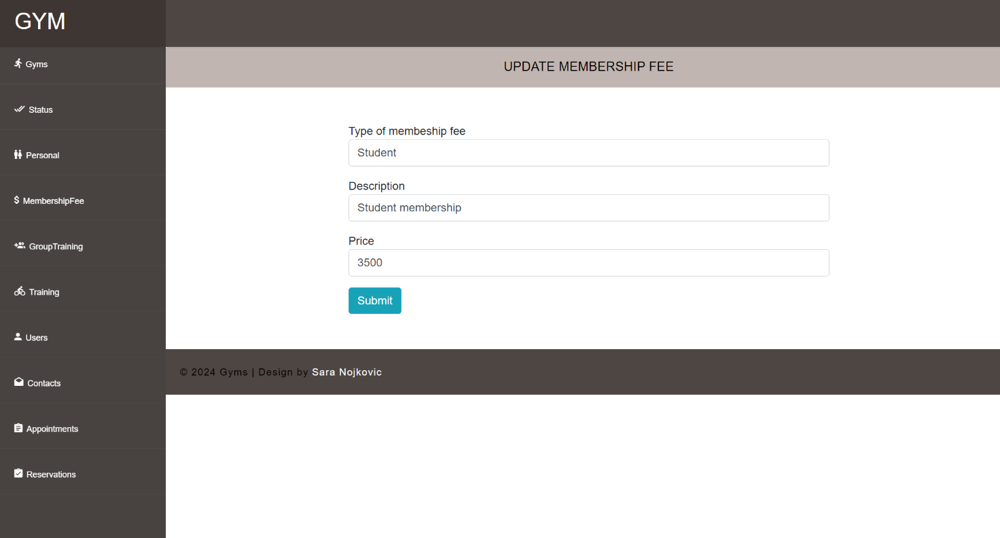 GYM
Gyms
Status
Personal
MembershipFee
GroupTraining
Training
Users
Contacts
Appointments
Reservations
UPDATE MEMBERSHIP FEE
Type of membeship fee
Student
Description
Student membership
Price
3500
Submit
© 2024 Gyms | Design by Sara Nojkovic